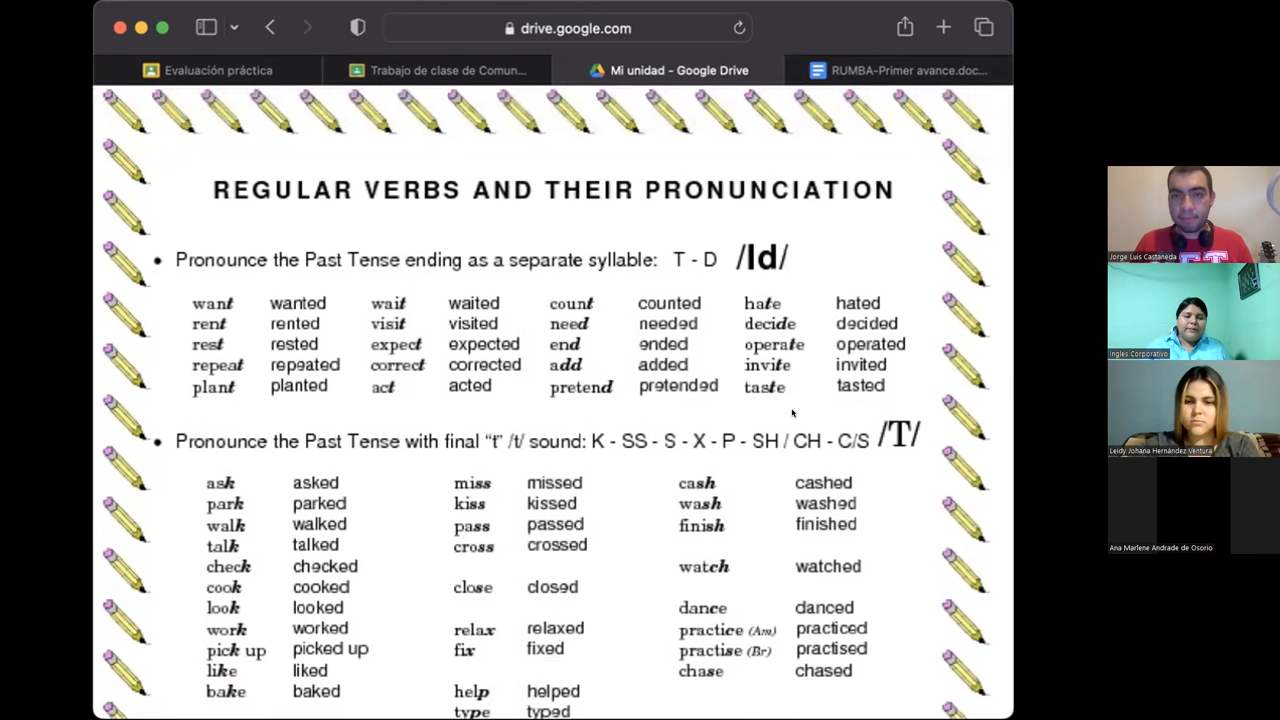 drive.google.com
Evaluación práctica
Trabajo de clase de Comun...
Mi unidad - Google Drive
RUMBA-Primer avance.doc...
REGULAR VERBS AND THEIR PRONUNCIATION
• Pronounce the Past Tense ending as a separate syllable: T - D /Id/
want wanted wait waited count counted hate hated
rent rented visit visited need needed decide decided
rest rested expect expected end ended operate operated
repeat repeated correct corrected add added invite invited
plant planted act acted pretend pretended taste tasted
• Pronounce the Past Tense with final "t" /t/ sound: K - SS - S - X - P - SH / CH - C/S /T/
ask asked miss missed cash cashed
park parked kiss kissed wash washed
walk walked pass passed finish finished
talk talked cross crossed
check checked watch watched
cook cooked close closed
look looked dance danced
work worked relax relaxed practice (Am) practiced
pick up picked up fix fixed practise (Br) practised
like liked chase chased
bake baked help helped
type typed
Jorge Luis Castaneda
Ingles Corporativo
Leidy Johana Hernández Ventura
Ana Marlene Andrade de Osorio